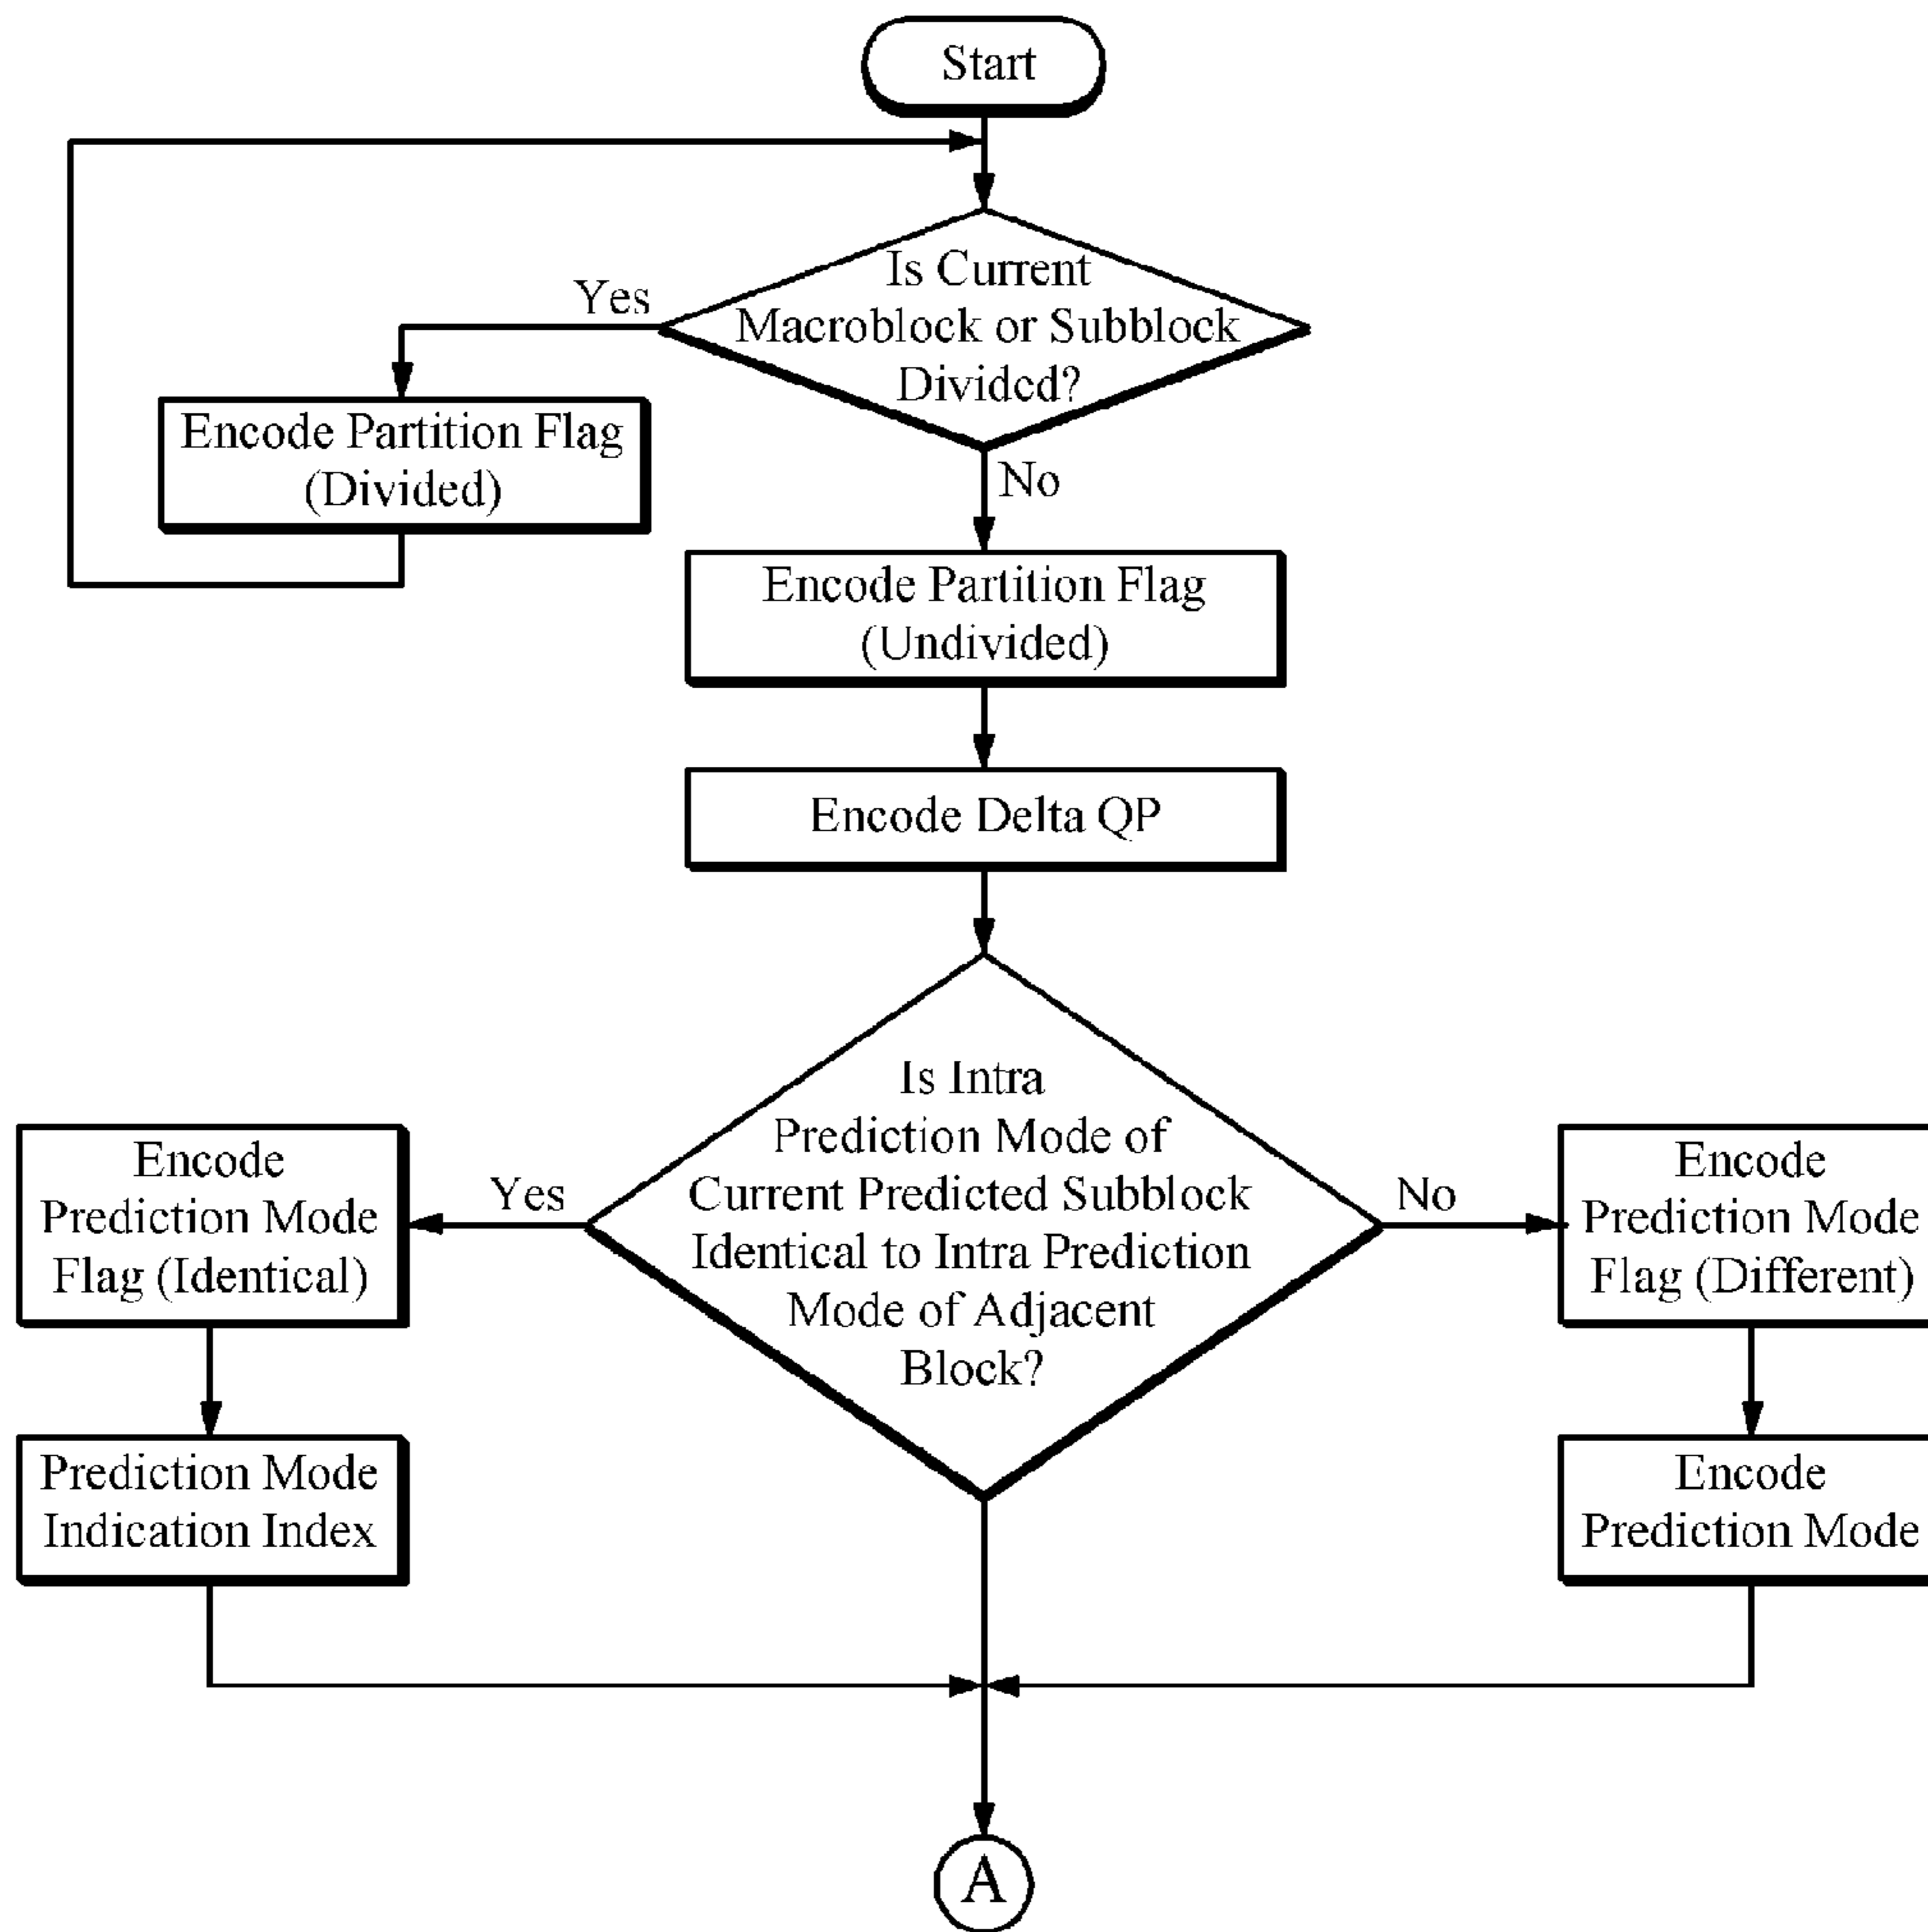 Start
Is Current
Macroblock or Subblock
Divided?
Yes
No
Encode Partition Flag
(Divided)
Encode Partition Flag
(Undivided)
Encode Delta QP
Is Intra
Prediction Mode of
Current Predicted Subblock
Identical to Intra Prediction
Mode of Adjacent
Block?
Yes
No
Encode
Prediction Mode
Flag (Identical)
Prediction Mode
Indication Index
Encode
Prediction Mode
Flag (Different)
Encode
Prediction Mode
A